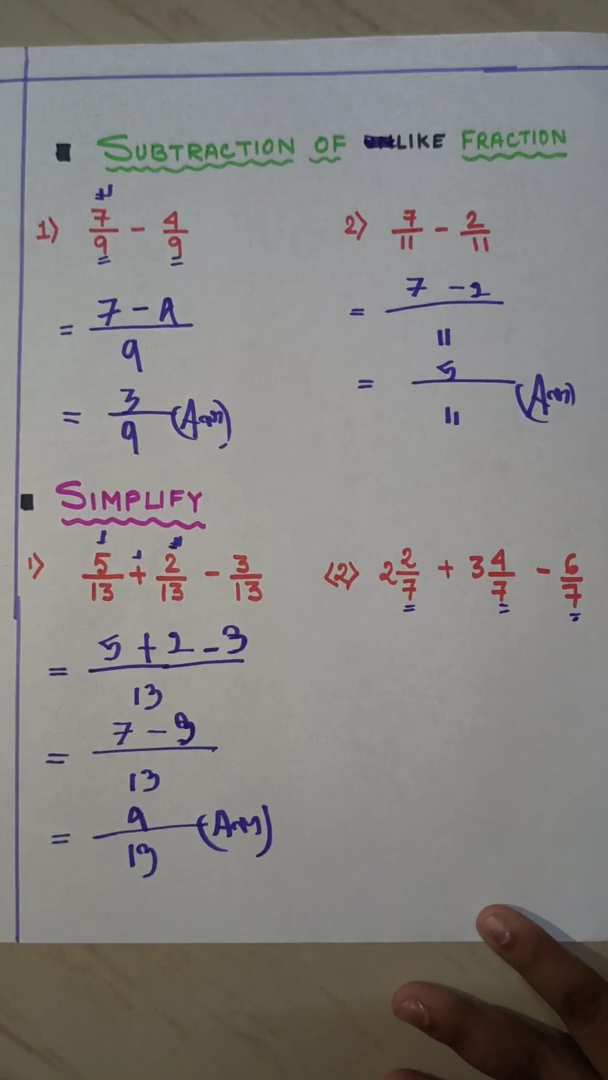 SUBTRACTION OF LIKE FRACTION
1) 7/9 - 4/9
= 7 - 4 / 9
= 3/9 (Ans)
2) 7/11 - 2/11
= 7 - 2 / 11
= 5/11 (Ans)
SIMPLIFY
1) 5/13 + 2/13 - 3/13
= 5 + 2 - 3 / 13
= 7 - 3 / 13
= 4/13 (Ans)
(2) 2 2/7 + 3 4/7 - 6/7